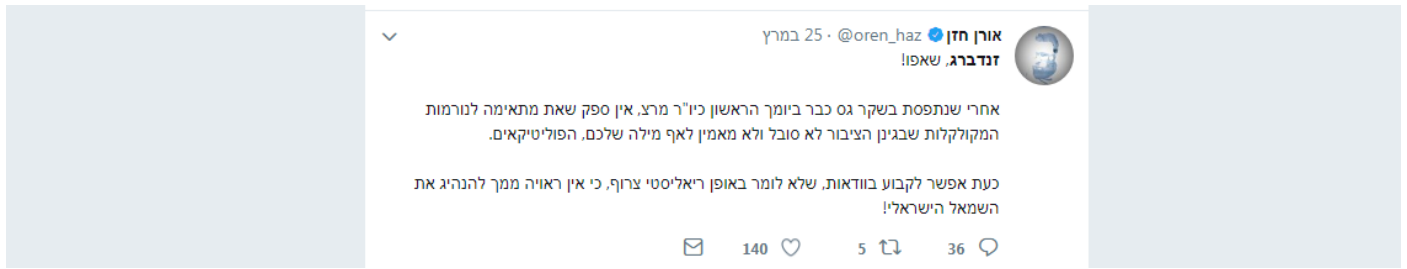 אורן חזן @oren_haz · 25 במרץ
זנדברג, שאפו!
אחרי שנתפסת בשקר גס כבר ביומך הראשון כיו"ר מרצ, אין ספק שאת מתאימה לנורמות
המקולקלות שבגינן הציבור לא סובל ולא מאמין לאף מילה שלכם, הפוליטיקאים.
כעת אפשר לקבוע בוודאות, שלא לומר באופן ריאליסטי צרוף, כי אין ראויה ממך להנהיג את
השמאל הישראלי!
36 5 140